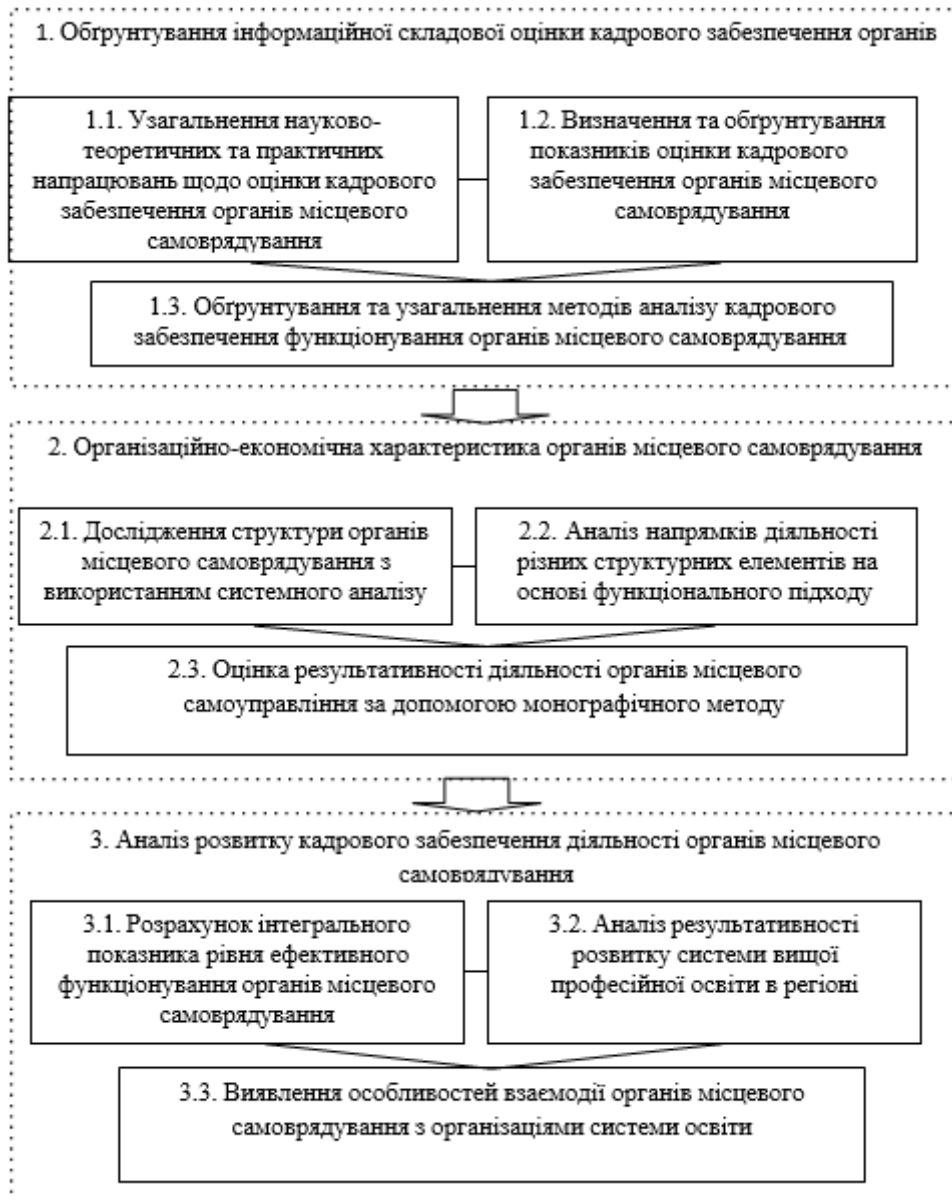 1. Обґрунтування інформаційної складової оцінки кадрового забезпечення органів
1.1. Узагальнення науково-
теоретичних та практичних
напрацювань щодо оцінки кадрового
забезпечення органів місцевого
самоврядування
1.2. Визначення та обґрунтування
показників оцінки кадрового
забезпечення органів місцевого
самоврядування
1.3. Обґрунтування та узагальнення методів аналізу кадрового
забезпечення функціонування органів місцевого самоврядування
2. Організаційно-економічна характеристика органів місцевого самоврядування
2.1. Дослідження структури органів
місцевого самоврядування з
використанням системного аналізу
2.2. Аналіз напрямків діяльності
різних структурних елементів на
основі функціонального підходу
2.3. Оцінка результативності діяльності органів місцевого
самоуправління за допомогою монографічного методу
3. Аналіз розвитку кадрового забезпечення діяльності органів місцевого
самоврядування
3.1. Розрахунок інтегрального
показника рівня ефективного
функціонування органів місцевого
самоврядування
3.2. Аналіз результативності
розвитку системи вищої
професійної освіти в регіоні
3.3. Виявлення особливостей взаємодії органів місцевого
самоврядування з організаціями системи освіти